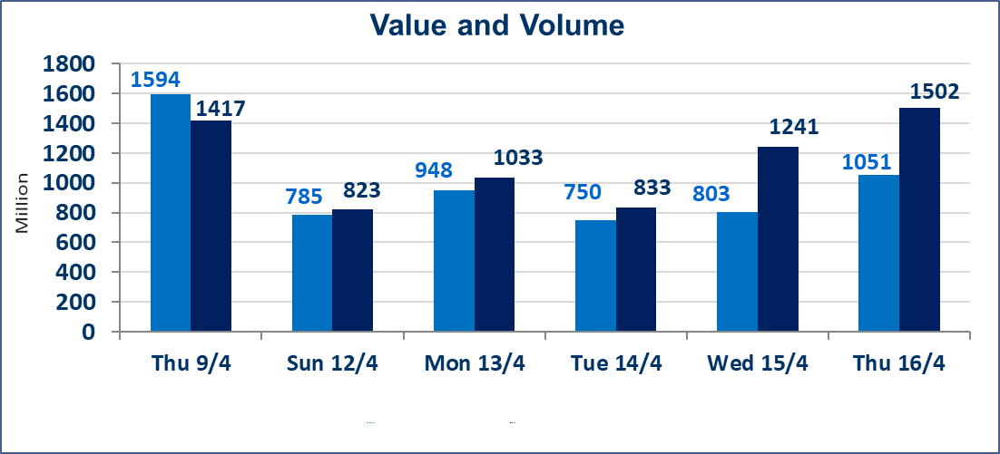 Value and Volume
1800
1600
1400
1200
1000
800
600
400
200
0
Million
1594
1417
785
823
948
1033
750
833
803
1241
1051
1502
Thu 9/4
Sun 12/4
Mon 13/4
Tue 14/4
Wed 15/4
Thu 16/4